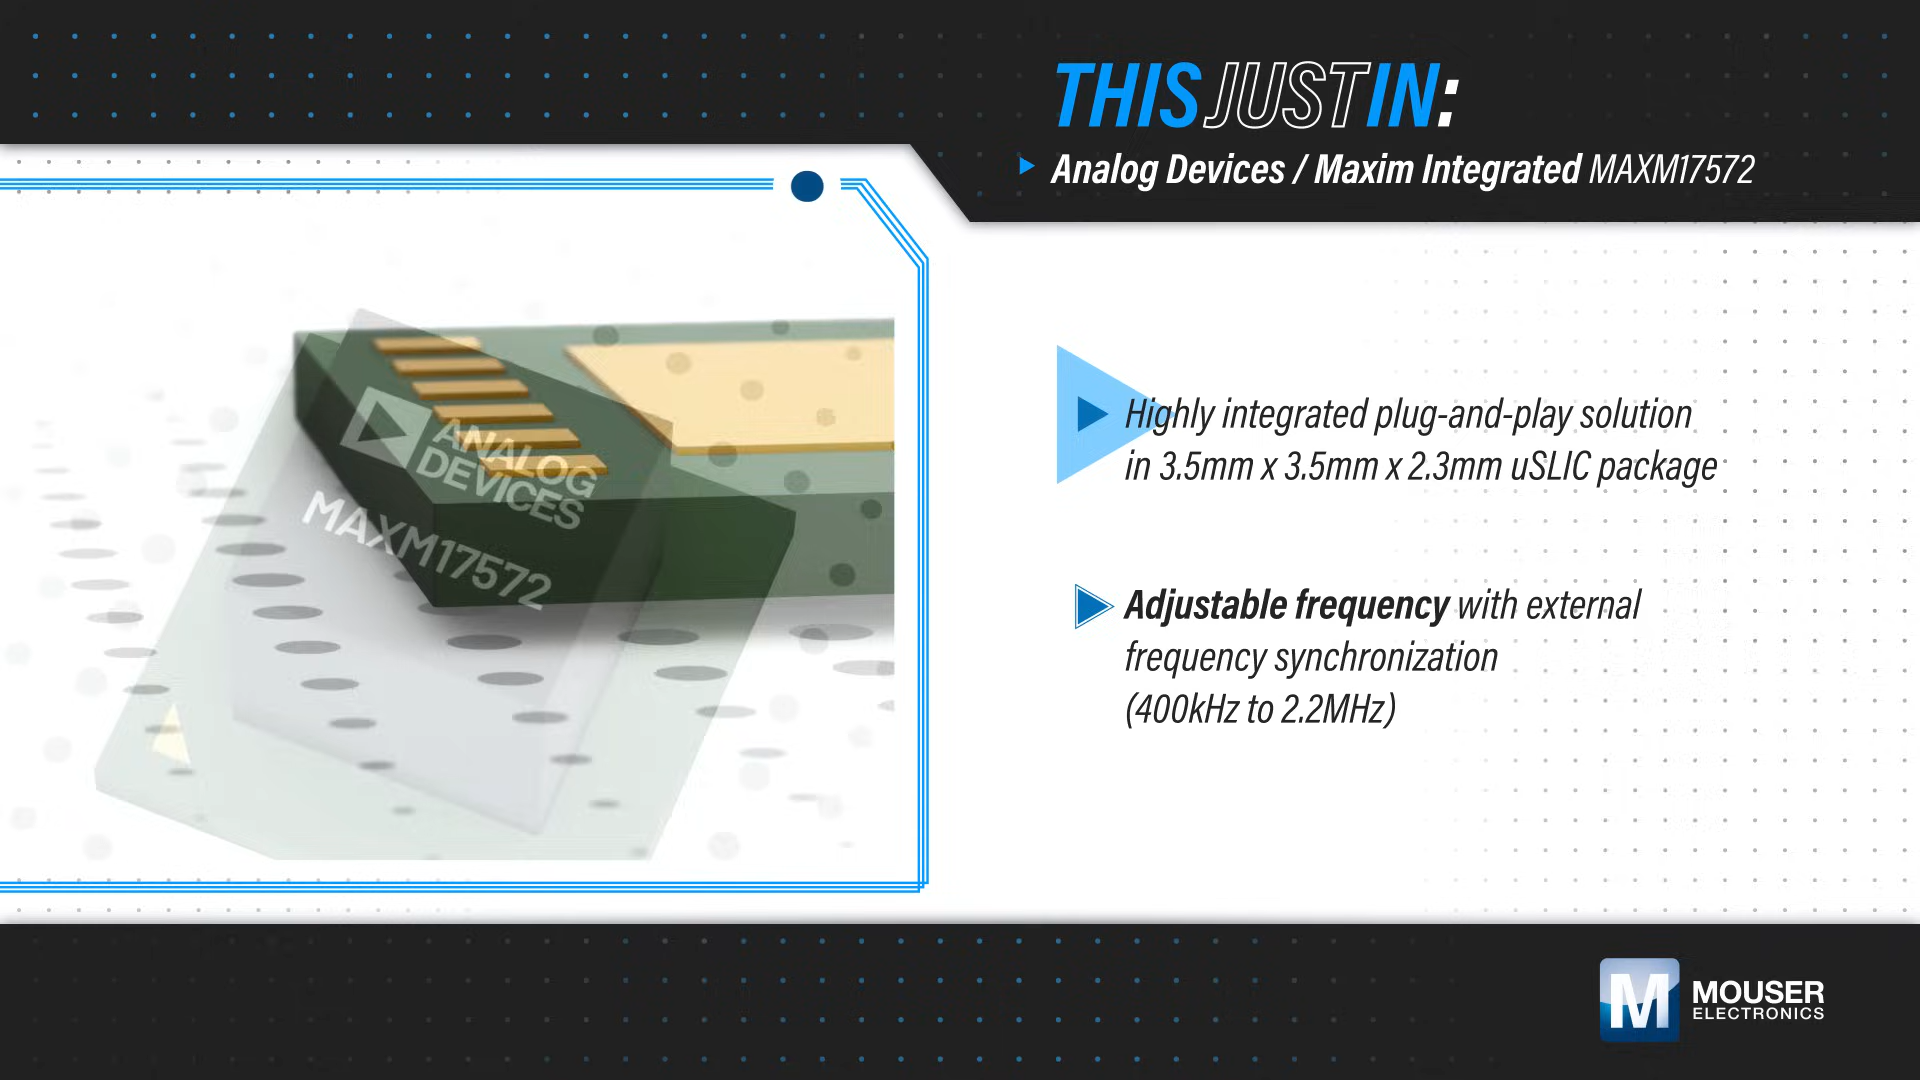 THIS JUST IN:
Analog Devices / Maxim Integrated MAXM17572
ANALOG
DEVICES
MAXM17572
Highly integrated plug-and-play solution
in 3.5mm x 3.5mm x 2.3mm uSLIC package
Adjustable frequency with external
frequency synchronization
(400kHz to 2.2MHz)
M MOUSER
ELECTRONICS